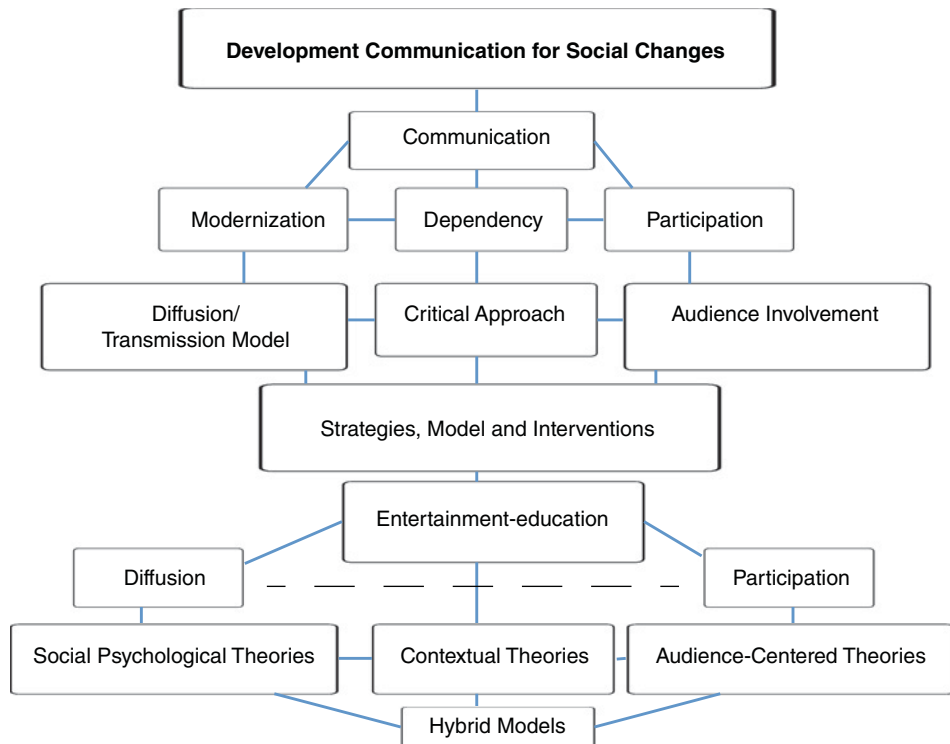 Development Communication for Social Changes
Communication
Modernization
Dependency
Participation
Diffusion/
Transmission Model
Critical Approach
Audience Involvement
Strategies, Model and Interventions
Entertainment-education
Diffusion
Participation
Social Psychological Theories
Contextual Theories
Audience-Centered Theories
Hybrid Models